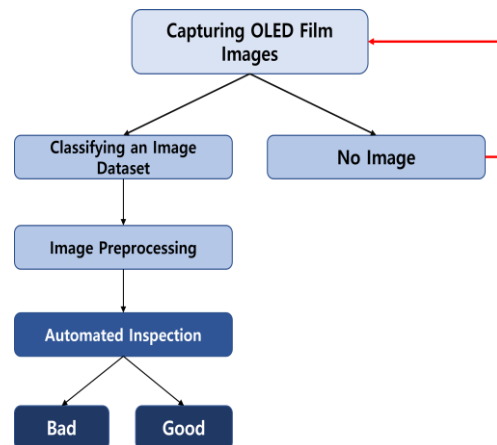 Capturing OLED Film
Images
Classifying an Image
Dataset
No Image
Image Preprocessing
Automated Inspection
Bad
Good